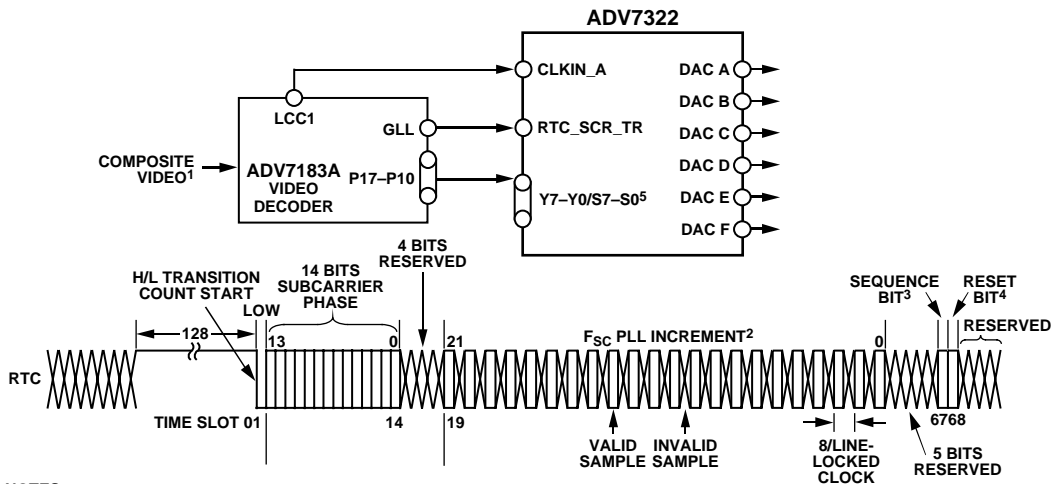 ADV7322
CLKIN_A
DAC A
DAC B
LCC1
GLL
RTC_SCR_TR
DAC C
COMPOSITE
VIDEO1
ADV7183A
VIDEO
DECODER
P17–P10
DAC D
Y7–Y0/S7–S05
DAC E
DAC F
4 BITS
RESERVED
H/L TRANSITION
COUNT START
14 BITS
SUBCARRIER
PHASE
SEQUENCE
BIT3
RESET
BIT4
LOW
128
13
0
21
FSC PLL INCREMENT2
0
RESERVED
RTC
TIME SLOT 01
14
19
6768
VALID
SAMPLE
INVALID
SAMPLE
8/LINE-
LOCKED
CLOCK
5 BITS
RESERVED